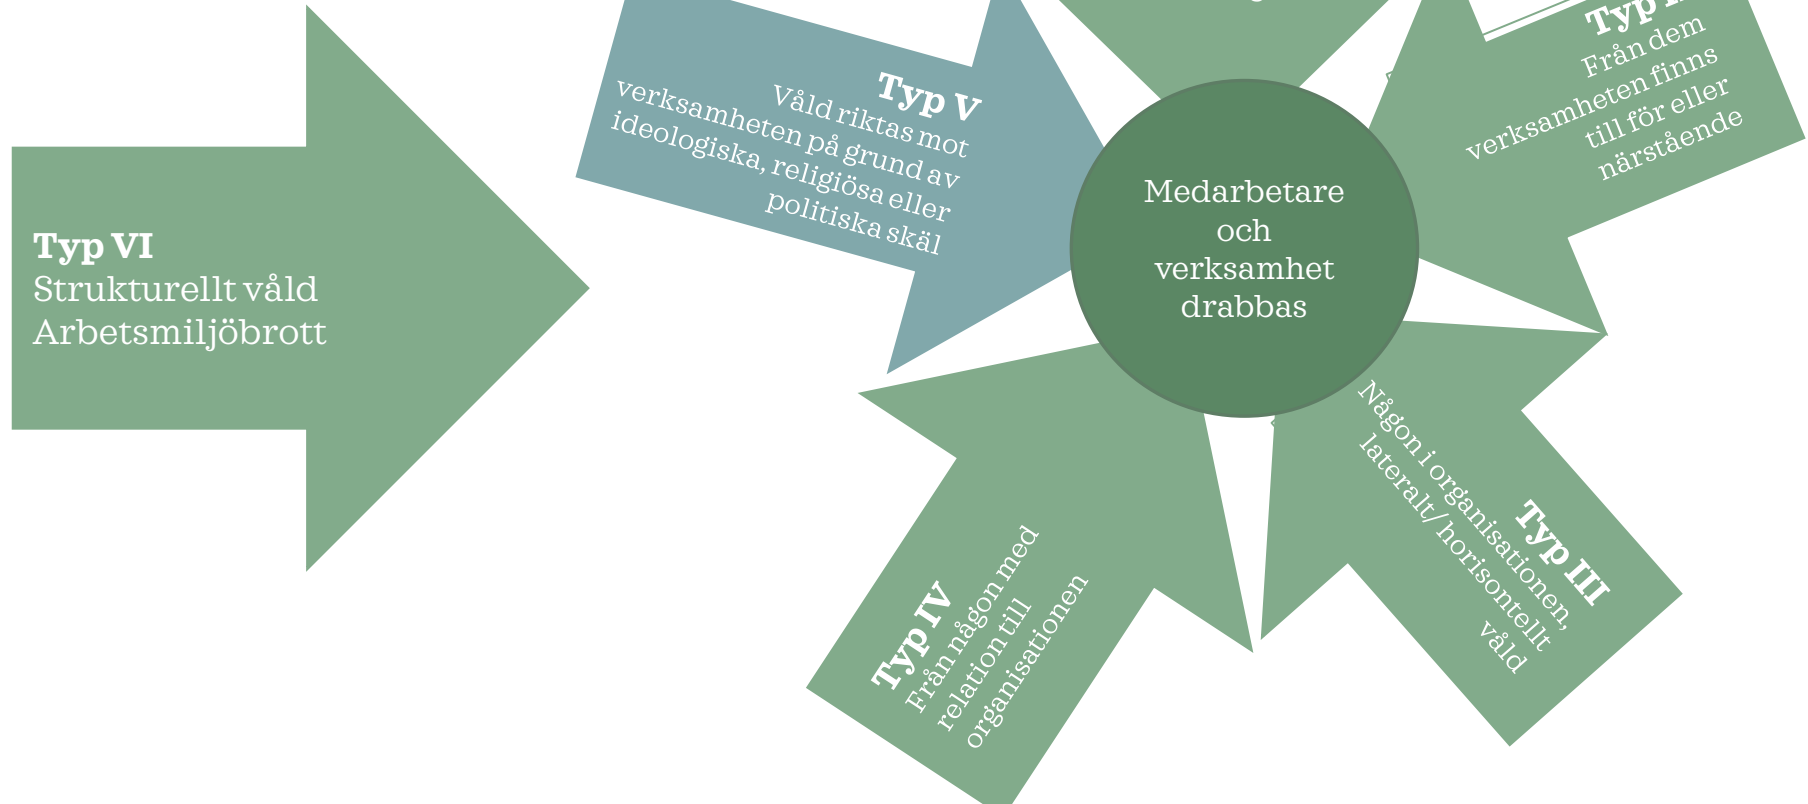 Typ VI
Strukturellt våld
Arbetsmiljöbrott
Typ V
Våld riktas mot
verksamheten på grund av
ideologiska, religiösa eller
politiska skäl
Medarbetare
och
verksamhet
drabbas
Typ
Från dem
verksamheten finns
till för eller
närstående
Typ III
Någon i organisationen,
lateralt/horisontellt
våld
Typ IV
Från någon med
relation till
organisationen